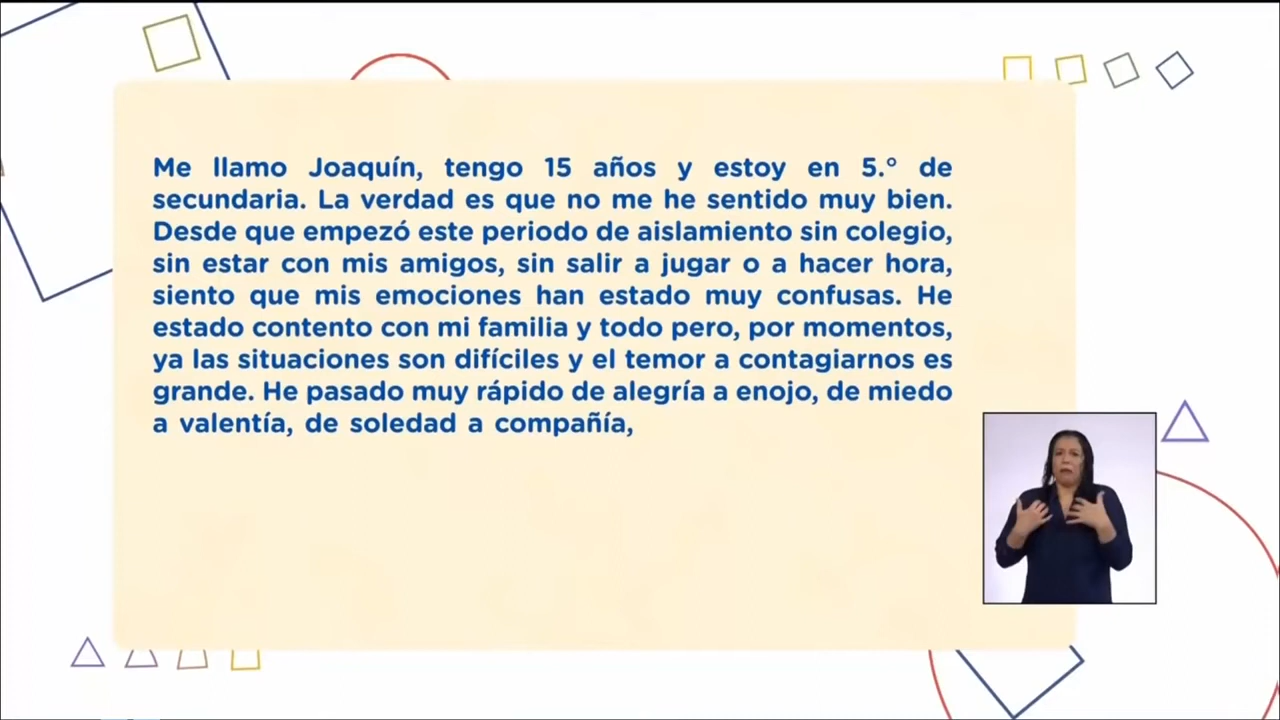 Me llamo Joaquín, tengo 15 años y estoy en 5.° de
secundaria. La verdad es que no me he sentido muy bien.
Desde que empezó este periodo de aislamiento sin colegio,
sin estar con mis amigos, sin salir a jugar o a hacer hora,
siento que mis emociones han estado muy confusas. He
estado contento con mi familia y todo pero, por momentos,
ya las situaciones son difíciles y el temor a contagiarnos es
grande. He pasado muy rápido de alegría a enojo, de miedo
a valentía, de soledad a compañía,